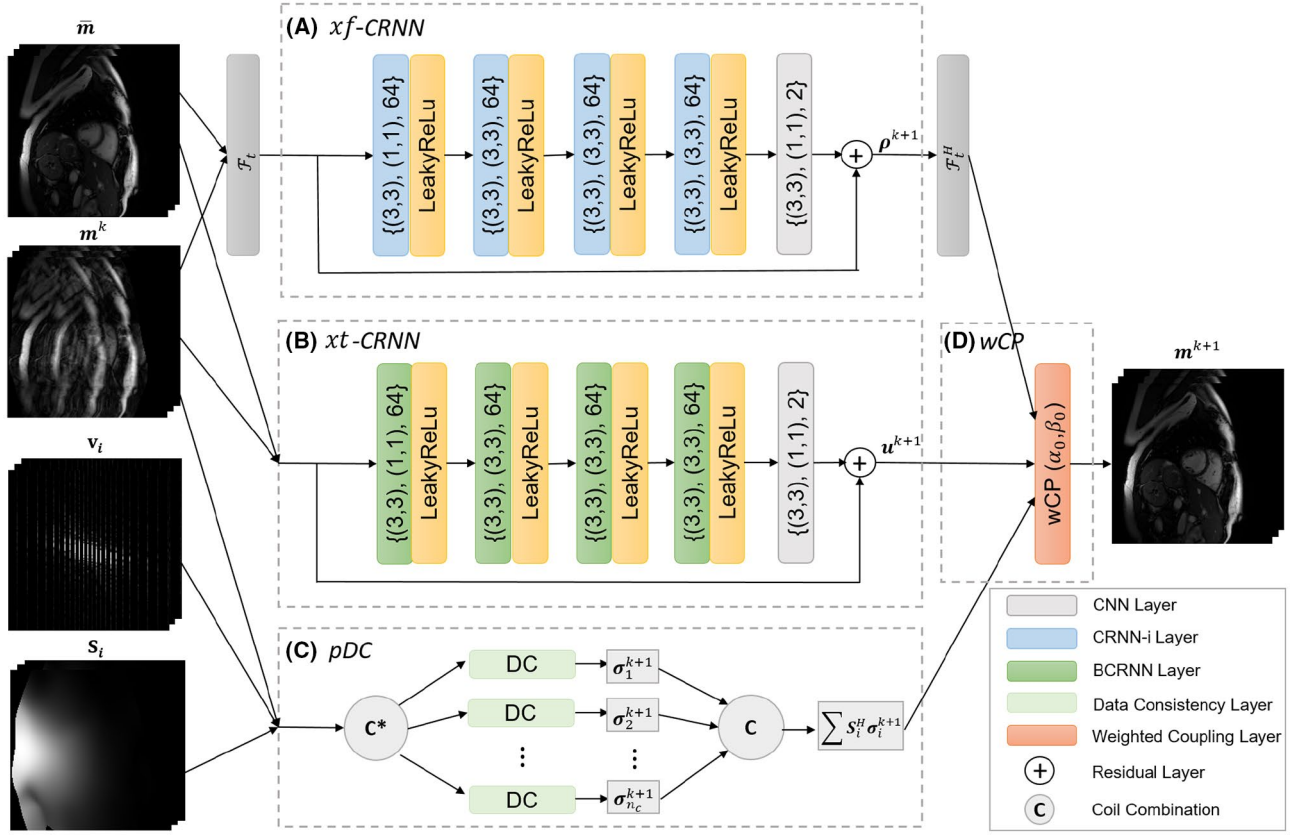 m̄
m^k
v_i
S_i
ℱ_t
(A) xf-CRNN
{(3,3), (1,1), 64}
LeakyReLu
{(3,3), (3,3), 64}
LeakyReLu
{(3,3), (3,3), 64}
LeakyReLu
{(3,3), (3,3), 64}
LeakyReLu
{(3,3), (1,1), 2}
+
ρ^{k+1}
ℱ_t^H
(B) xt-CRNN
{(3,3), (1,1), 64}
LeakyReLu
{(3,3), (3,3), 64}
LeakyReLu
{(3,3), (3,3), 64}
LeakyReLu
{(3,3), (3,3), 64}
LeakyReLu
{(3,3), (1,1), 2}
+
u^{k+1}
(C) pDC
C*
DC
σ_1^{k+1}
DC
σ_2^{k+1}
⋮
⋮
DC
σ_{n_c}^{k+1}
C
∑ S_i^H σ_i^{k+1}
(D) wCP
wCP (α_0,β_0)
m^{k+1}
CNN Layer
CRNN-i Layer
BCRNN Layer
Data Consistency Layer
Weighted Coupling Layer
+ Residual Layer
C Coil Combination